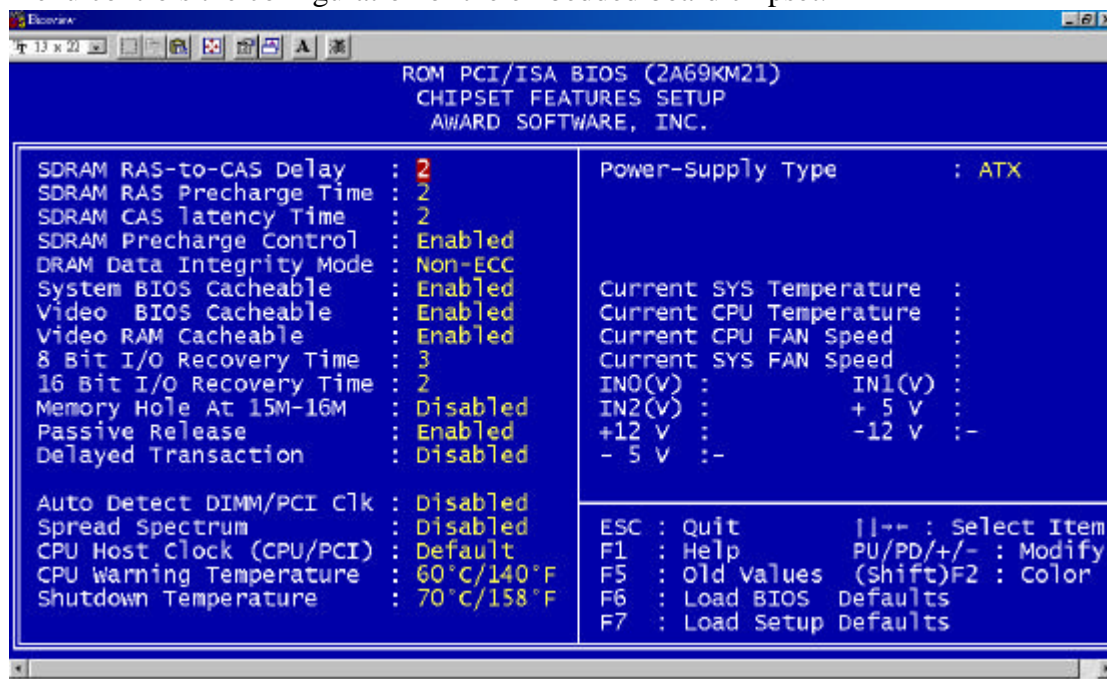 Biosview
13 x 22
A
ROM PCI/ISA BIOS (2A69KM21)
CHIPSET FEATURES SETUP
AWARD SOFTWARE, INC.
SDRAM RAS-to-CAS Delay : 2
SDRAM RAS Precharge Time : 2
SDRAM CAS latency Time : 2
SDRAM Precharge Control : Enabled
DRAM Data Integrity Mode : Non-ECC
System BIOS Cacheable : Enabled
Video BIOS Cacheable : Enabled
Video RAM Cacheable : Enabled
8 Bit I/O Recovery Time : 3
16 Bit I/O Recovery Time : 2
Memory Hole At 15M-16M : Disabled
Passive Release : Enabled
Delayed Transaction : Disabled
Auto Detect DIMM/PCI Clk : Disabled
Spread Spectrum : Disabled
CPU Host Clock (CPU/PCI) : Default
CPU Warning Temperature : 60°C/140°F
Shutdown Temperature : 70°C/158°F
Power-Supply Type : ATX
Current SYS Temperature :
Current CPU Temperature :
Current CPU FAN Speed :
Current SYS FAN Speed :
IN0(V) : IN1(V) :
IN2(V) : + 5 V :
+12 V : -12 V :-
- 5 V :-
ESC : Quit ↑↓→← : Select Item
F1 : Help PU/PD/+/- : Modify
F5 : Old Values (Shift)F2 : Color
F6 : Load BIOS Defaults
F7 : Load Setup Defaults